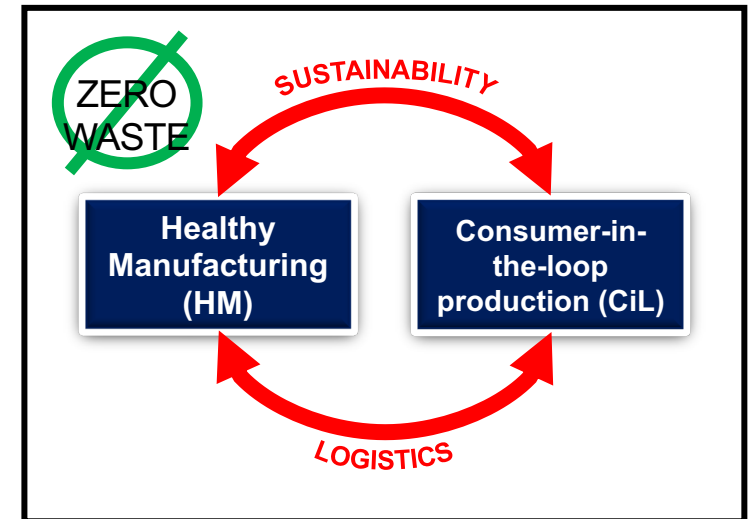 ZERO
WASTE
SUSTAINABILITY
Healthy
Manufacturing
(HM)
Consumer-in-
the-loop
production (CiL)
LOGISTICS